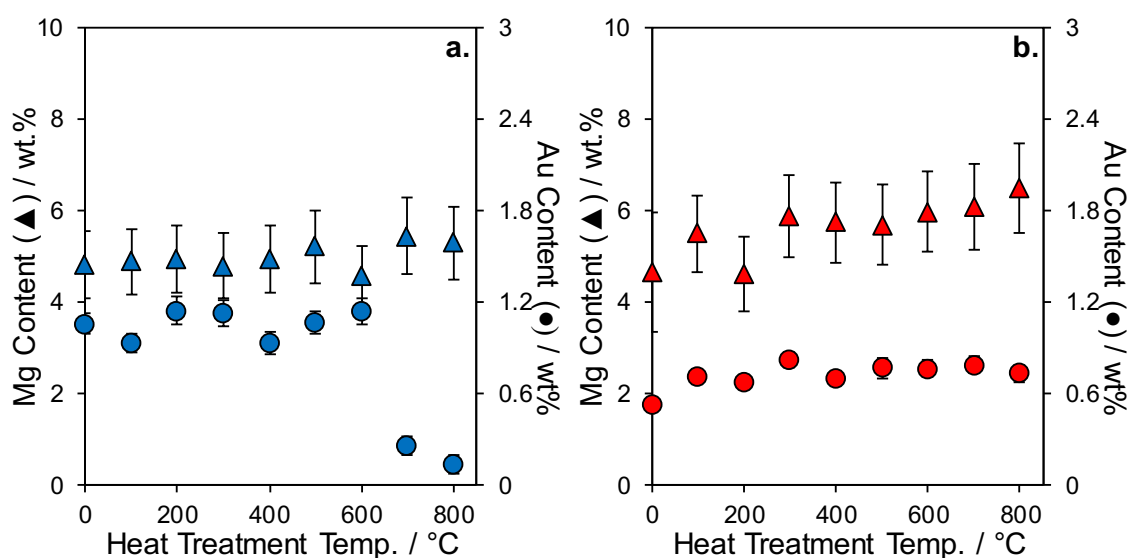 a.
10
8
6
4
2
0
3
2.4
1.8
1.2
0.6
0
0 200 400 600 800
Mg Content (▲) / wt.%
Au Content (●) / wt%
Heat Treatment Temp. / °C
b.
10
8
6
4
2
0
3
2.4
1.8
1.2
0.6
0
0 200 400 600 800
Mg Content (▲) / wt.%
Au Content (●) / wt%
Heat Treatment Temp. / °C